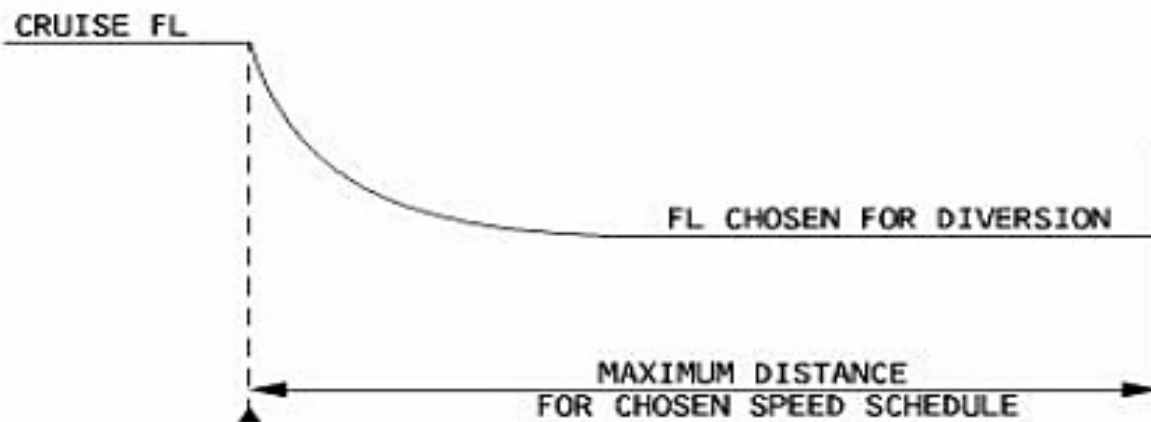 CRUISE FL
FL CHOSEN FOR DIVERSION
MAXIMUM DISTANCE
FOR CHOSEN SPEED SCHEDULE